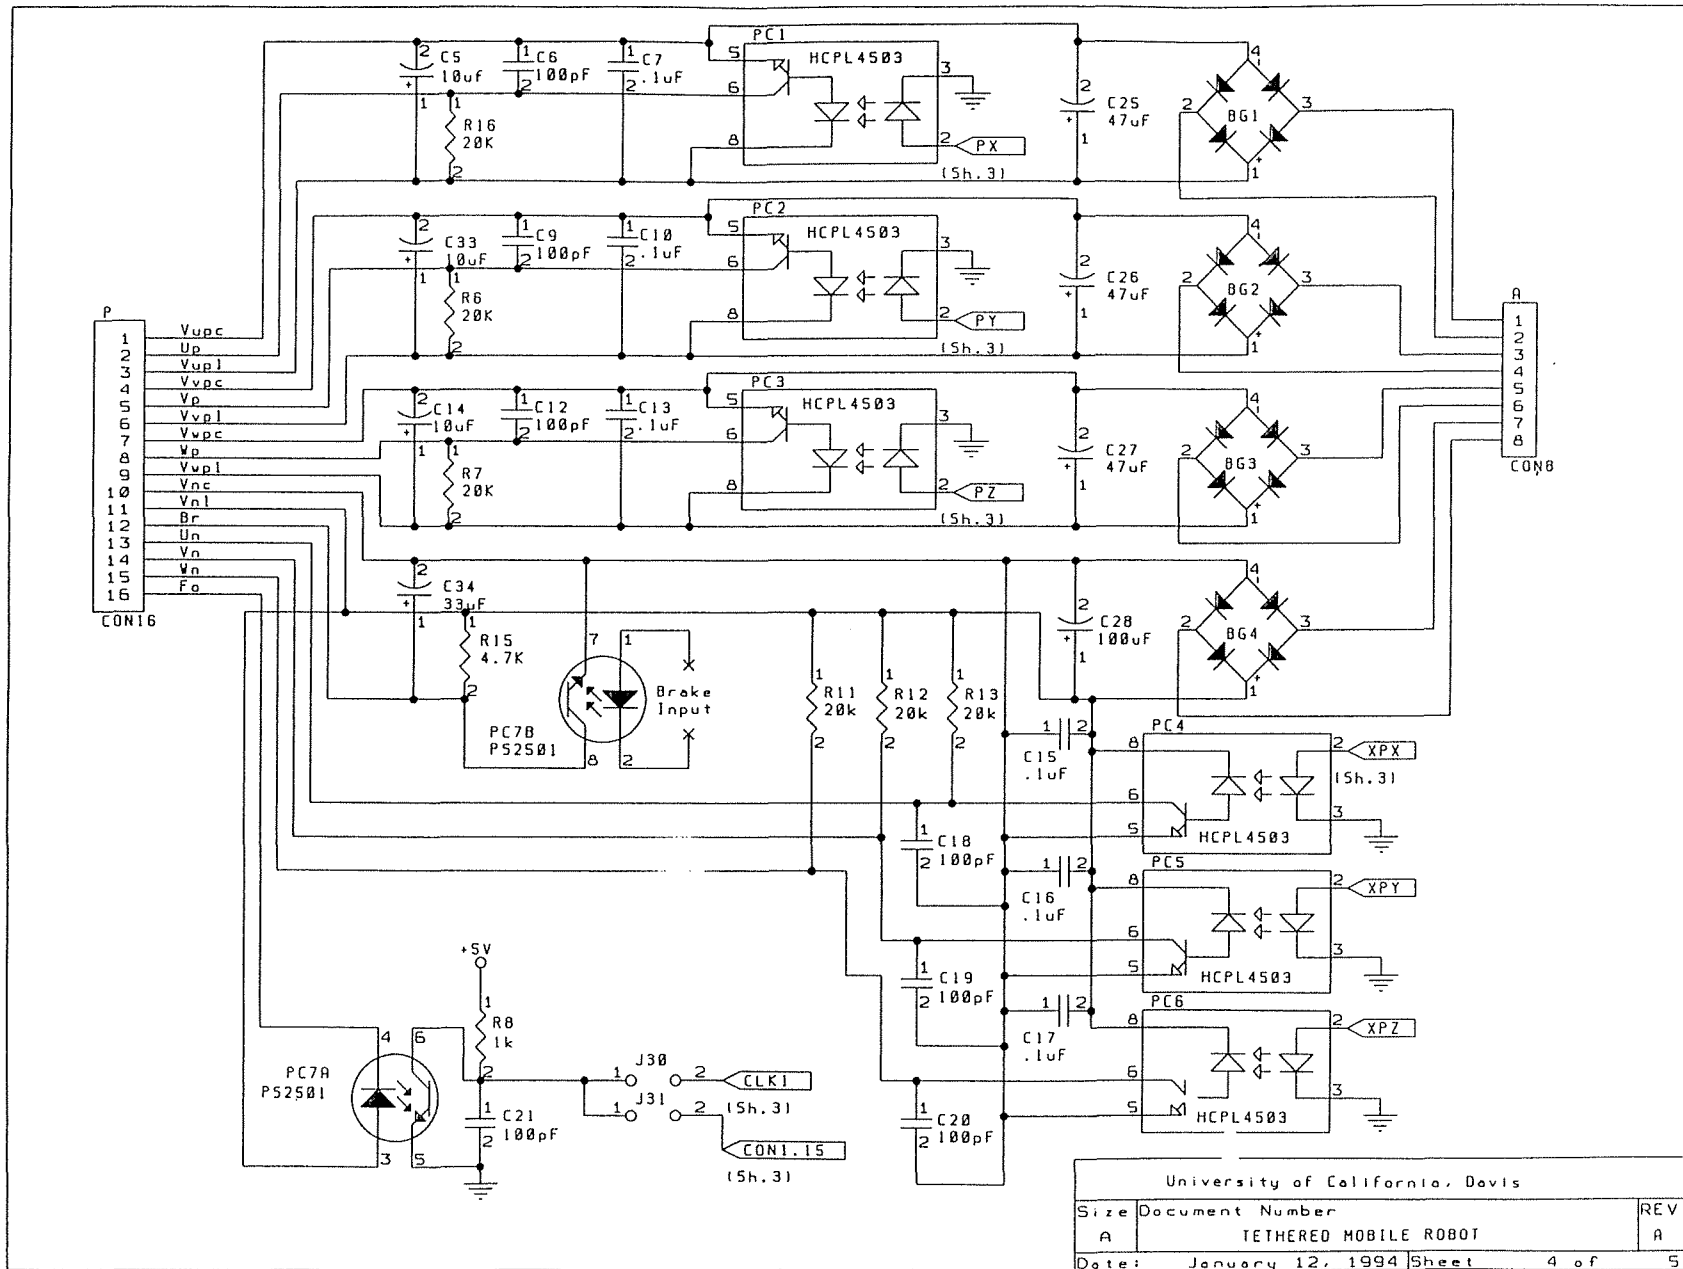 PC1
HCPL4503
C5
10uf
C6
100pF
C7
.1uF
R16
20K
PX
(Sh.3)
C25
47uF
BG1
PC2
HCPL4503
C33
10uF
C9
100pF
C10
.1uF
R6
20K
PY
(Sh.3)
C26
47uF
BG2
PC3
HCPL4503
C14
10uF
C12
100pF
C13
.1uF
R7
20K
PZ
(Sh.3)
C27
47uF
BG3
P
1 Vupc
2 Up
3 Vupl
4 Vvpc
5 Vp
6 Vvpl
7 Vwpc
8 Wp
9 Vwpl
10 Vnc
11 Vnl
12 Br
13 Un
14 Vn
15 Wn
16 Fo
CON16
A
1
2
3
4
5
6
7
8
CON8
C34
33uF
R15
4.7K
PC7B
PS2501
Brake
Input
R11
20k
R12
20k
R13
20k
C28
100uF
BG4
C15
.1uF
PC4
HCPL4503
XPX
(Sh.3)
C18
100pF
C16
.1uF
PC5
HCPL4503
XPY
C19
100pF
C17
.1uF
PC6
HCPL4503
XPZ
C20
100pF
+5V
R8
1k
PC7A
PS2501
C21
100pF
J30
CLK1
(Sh.3)
J31
CON1.15
(Sh.3)
University of California, Davis
Size Document Number REV
A TETHERED MOBILE ROBOT A
Date: January 12, 1994 Sheet 4 of 5